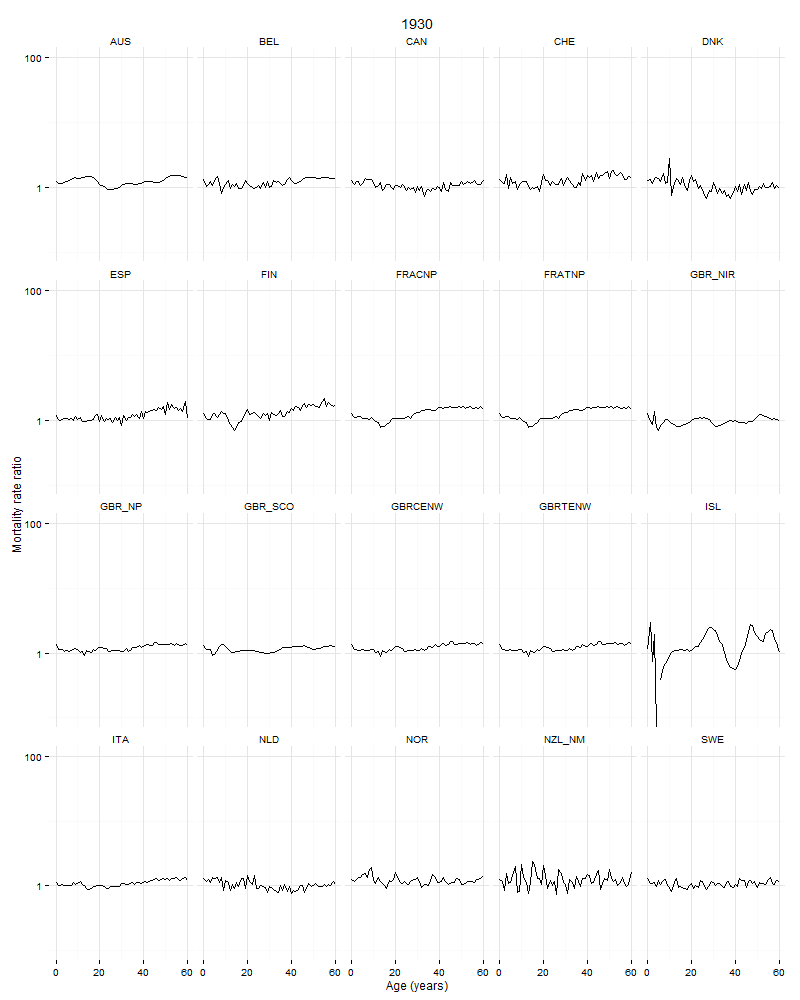 1930
AUS BEL CAN CHE DNK
100
1
ESP FIN FRACNP FRATNP GBR_NIR
100
1
Mortality rate ratio
GBR_NP GBR_SCO GBRCENW GBRTENW ISL
100
1
ITA NLD NOR NZL_NM SWE
100
1
0 20 40 60 0 20 40 60 0 20 40 60 0 20 40 60 0 20 40 60
Age (years)